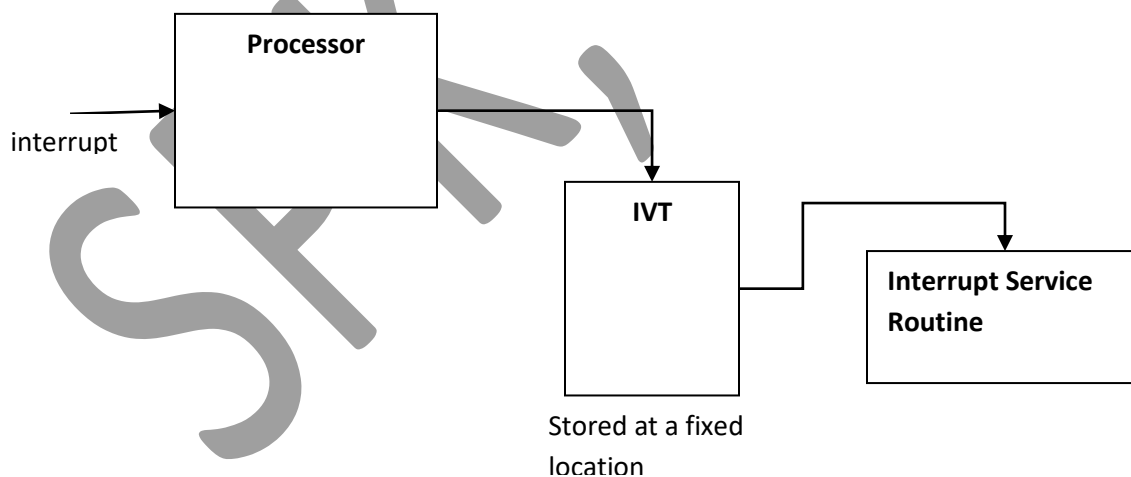 Processor
interrupt
IVT
Interrupt Service
Routine
Stored at a fixed
location